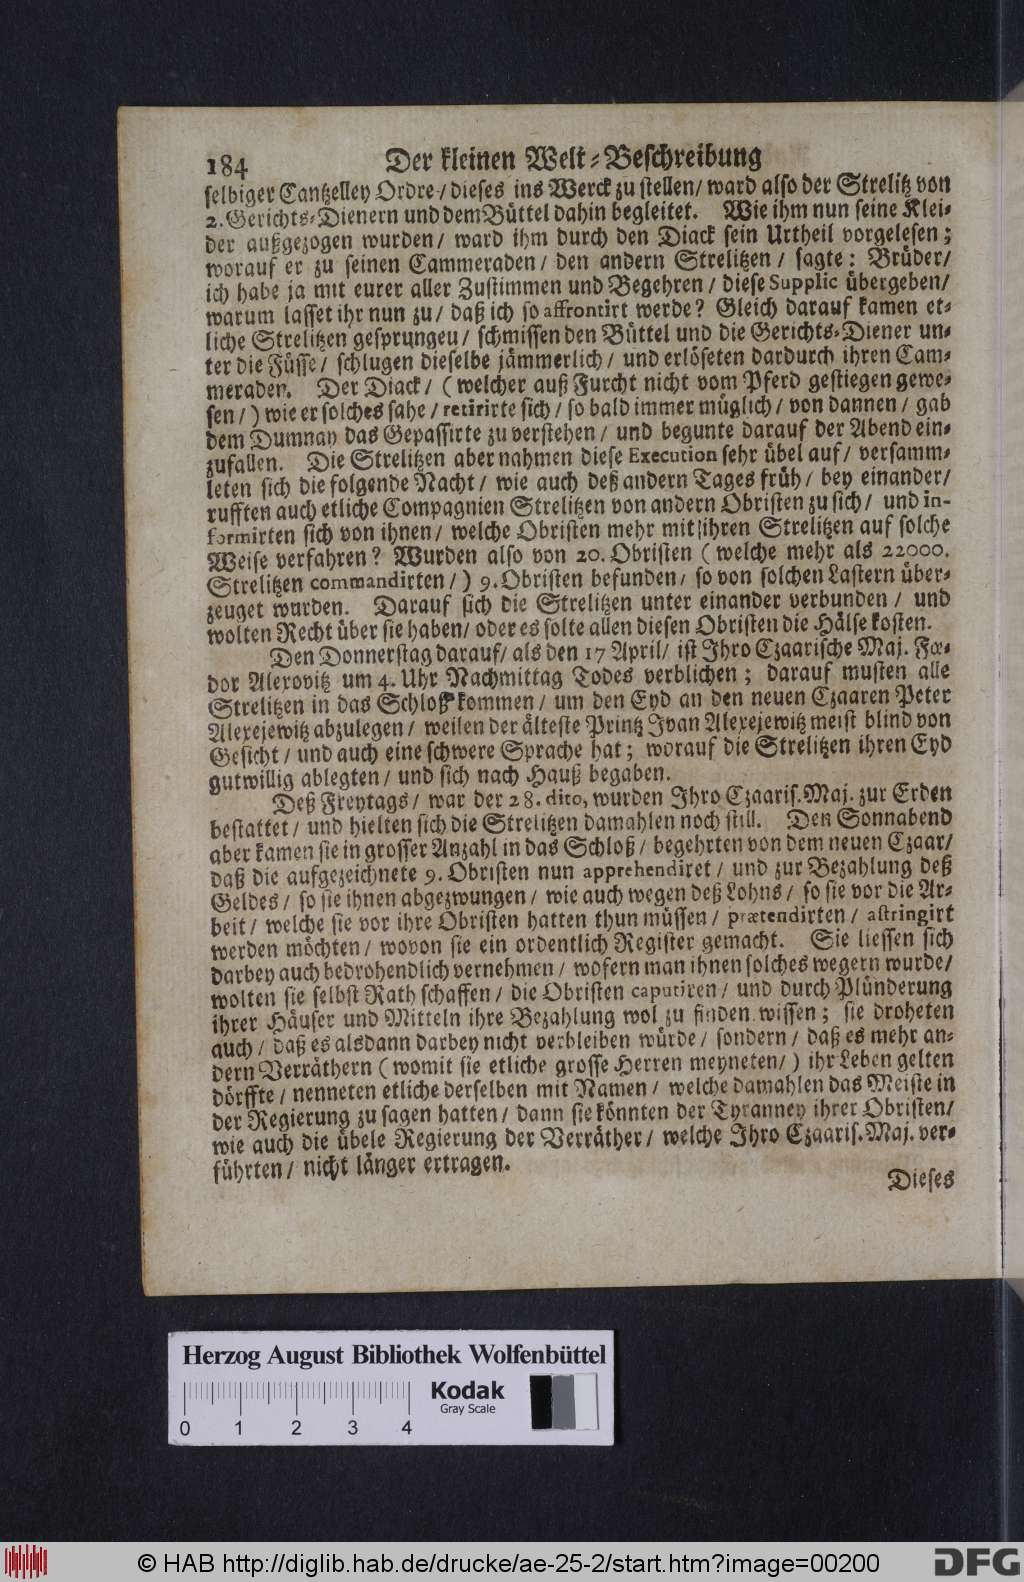 184 Der kleinen Welt-Beschreibung
selbiger Cantzelley Ordre / dieses ins Werck zu stellen / ward also der Strelitz von
2. Gerichts-Dienern und dem Büttel dahin begleitet. Wie ihm nun seine Klei-
der außgezogen wurden / ward ihm durch den Diack sein Urtheil vorgelesen;
worauf er zu seinen Cammeraden / den andern Strelitzen / sagte: Brüder /
ich habe ja mit eurer aller Zustimmen und Begehren / diese Supplic übergeben /
warum lasset ihr nun zu / daß ich so affrontirt werde? Gleich darauf kamen et-
liche Strelitzen gesprungeu / schmissen den Büttel und die Gerichts-Diener un-
ter die Füsse / schlugen dieselbe jämmerlich / und erlöseten dardurch ihren Cam-
meraden. Der Diack / (welcher auß Furcht nicht vom Pferd gestiegen gewe-
sen /) wie er solches sahe / retirirte sich / so bald immer müglich / von dannen / gab
dem Dumnay das Gepassirte zu verstehen / und begunte darauf der Abend ein-
zufallen. Die Strelitzen aber nahmen diese Execution sehr übel auf / versamm-
leten sich die folgende Nacht / wie auch deß andern Tages früh / bey einander /
rufften auch etliche Compagnien Strelitzen von andern Obristen zu sich / und in-
formirten sich von ihnen / welche Obristen mehr mit ihren Strelitzen auf solche
Weise verfahren? Wurden also von 20. Obristen (welche mehr als 22000.
Strelitzen commandirten /) 9. Obristen befunden / so von solchen Lastern über-
zeuget wurden. Darauf sich die Strelitzen unter einander verbunden / und
wolten Recht über sie haben / oder es solte allen diesen Obristen die Hälse kosten.
Den Donnerstag darauf / als den 17 April / ist Ihro Czaarische Maj. Fœ-
dor Alexovitz um 4. Uhr Nachmittag Todes verblichen; darauf musten alle
Strelitzen in das Schloß kommen / um den Eyd an den neuen Czaaren Peter
Alexejewitz abzulegen / weilen der älteste Printz Ivan Alexejewitz meist blind von
Gesicht / und auch eine schwere Sprache hat; worauf die Strelitzen ihren Eyd
gutwillig ablegten / und sich nach Hauß begaben.
Deß Freytags / war der 28. dito, wurden Ihro Czaaris. Maj. zur Erden
bestattet / und hielten sich die Strelitzen damahlen noch still. Den Sonnabend
aber kamen sie in grosser Anzahl in das Schloß / begehrten von dem neuen Czaar /
daß die aufgezeichnete 9. Obristen nun apprehendiret / und zur Bezahlung deß
Geldes / so sie ihnen abgezwungen / wie auch wegen deß Lohns / so sie vor die Ar-
beit / welche sie vor ihre Obristen hatten thun müssen / prætendirten / astringirt
werden möchten / wovon sie ein ordentlich Register gemacht. Sie liessen sich
darbey auch bedrohendlich vernehmen / wofern man ihnen solches wegern wurde /
wolten sie selbst Rath schaffen / die Obristen caputiren / und durch Plünderung
ihrer Häuser und Mitteln ihre Bezahlung wol zu finden wissen; sie droheten
auch / daß es alsdann darbey nicht verbleiben würde / sondern / daß es mehr an-
dern Verräthern (womit sie etliche grosse Herren meyneten /) ihr Leben gelten
dörffte / nenneten etliche derselben mit Namen / welche damahlen das Meiste in
der Regierung zu sagen hatten / dann sie könnten der Tyranney ihrer Obristen /
wie auch die übele Regierung der Verräther / welche Ihro Czaaris. Maj. ver-
führten / nicht länger ertragen.
Dieses
Herzog August Bibliothek Wolfenbüttel
Kodak
Gray Scale
0 1 2 3 4
© HAB http://diglib.hab.de/drucke/ae-25-2/start.htm?image=00200
DFG